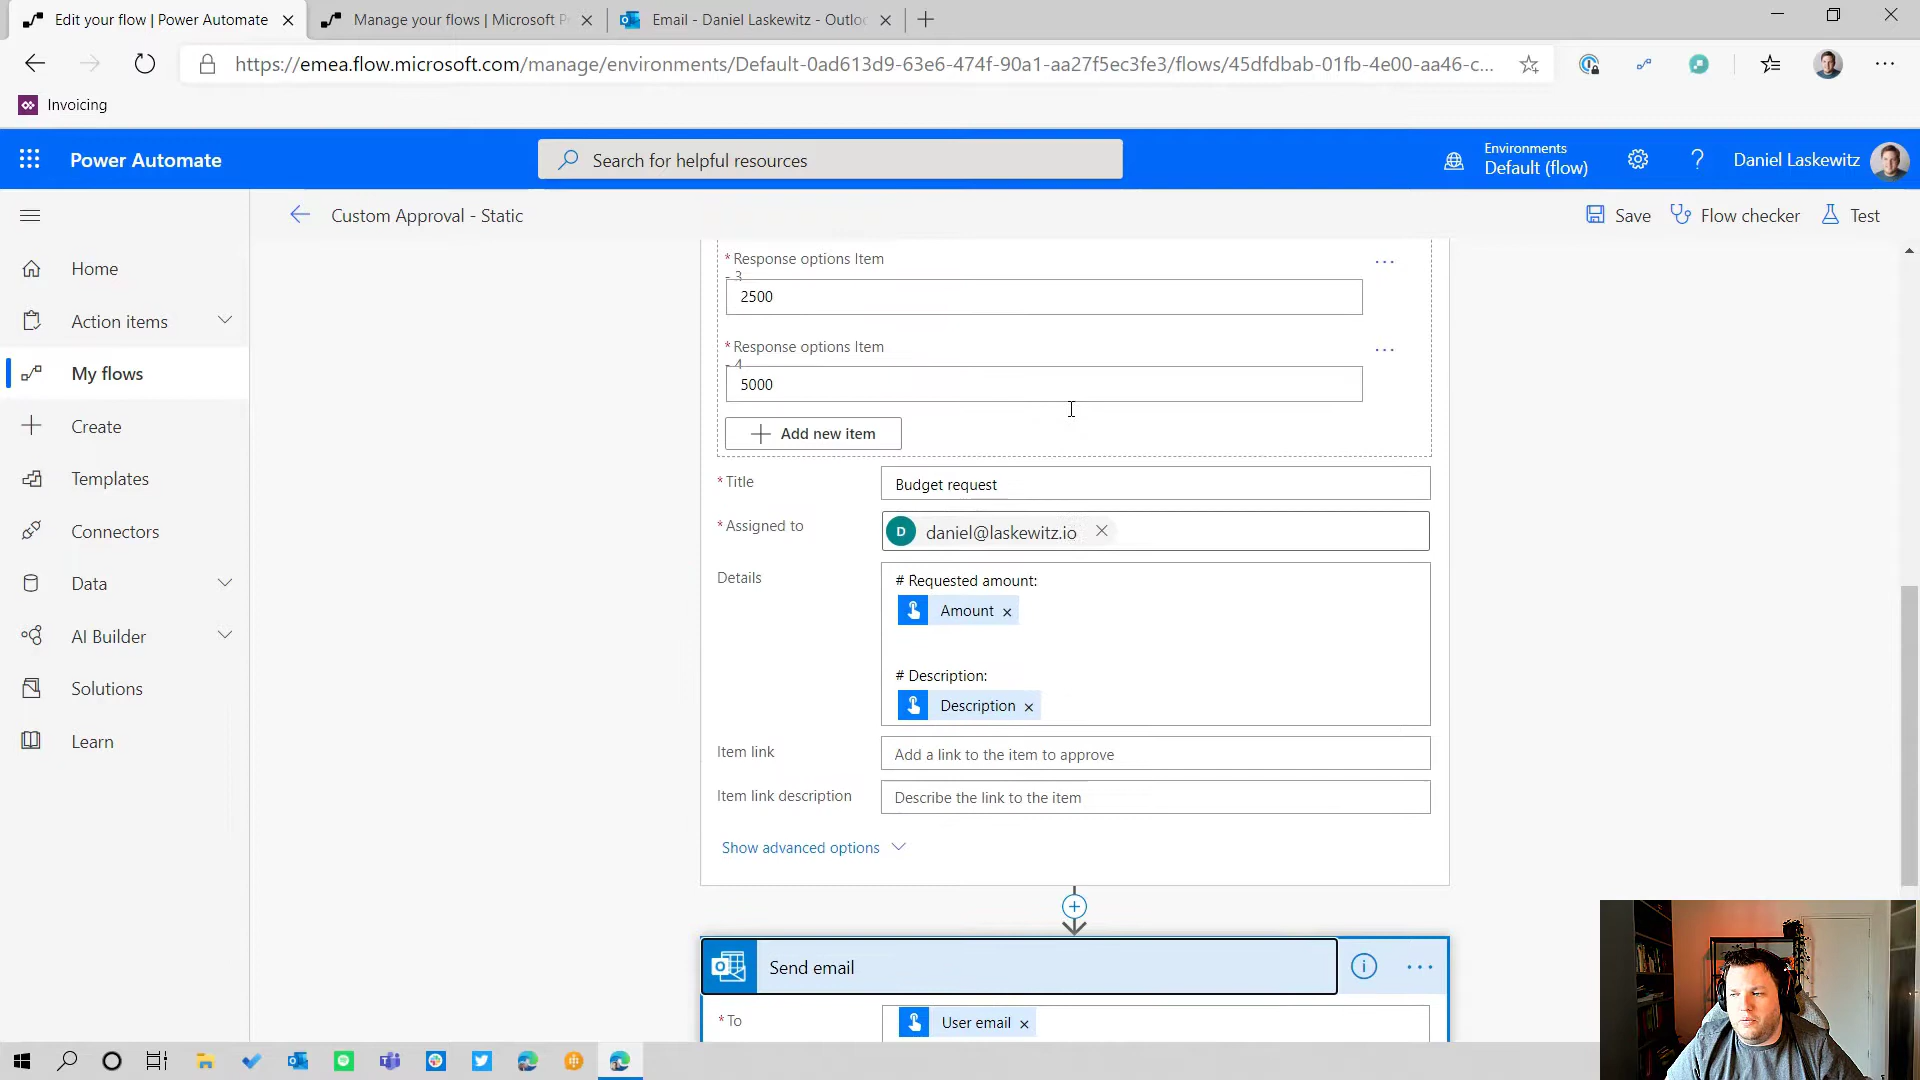 Edit your flow | Power Automate
Manage your flows | Microsoft P
Email - Daniel Laskewitz - Outloo
https://emea.flow.microsoft.com/manage/environments/Default-0ad613d9-63e6-474f-90a1-aa27f5ec3fe3/flows/45dfdbab-01fb-4e00-aa46-c...
Invoicing
Power Automate
Search for helpful resources
Environments
Default (flow)
Daniel Laskewitz
Custom Approval - Static
Save
Flow checker
Test
Home
Action items
My flows
Create
Templates
Connectors
Data
AI Builder
Solutions
Learn
* Response options Item
- 3
2500
* Response options Item
- 4
5000
Add new item
* Title
Budget request
* Assigned to
D
daniel@laskewitz.io
Details
# Requested amount:
Amount
# Description:
Description
Item link
Add a link to the item to approve
Item link description
Describe the link to the item
Show advanced options
Send email
* To
User email